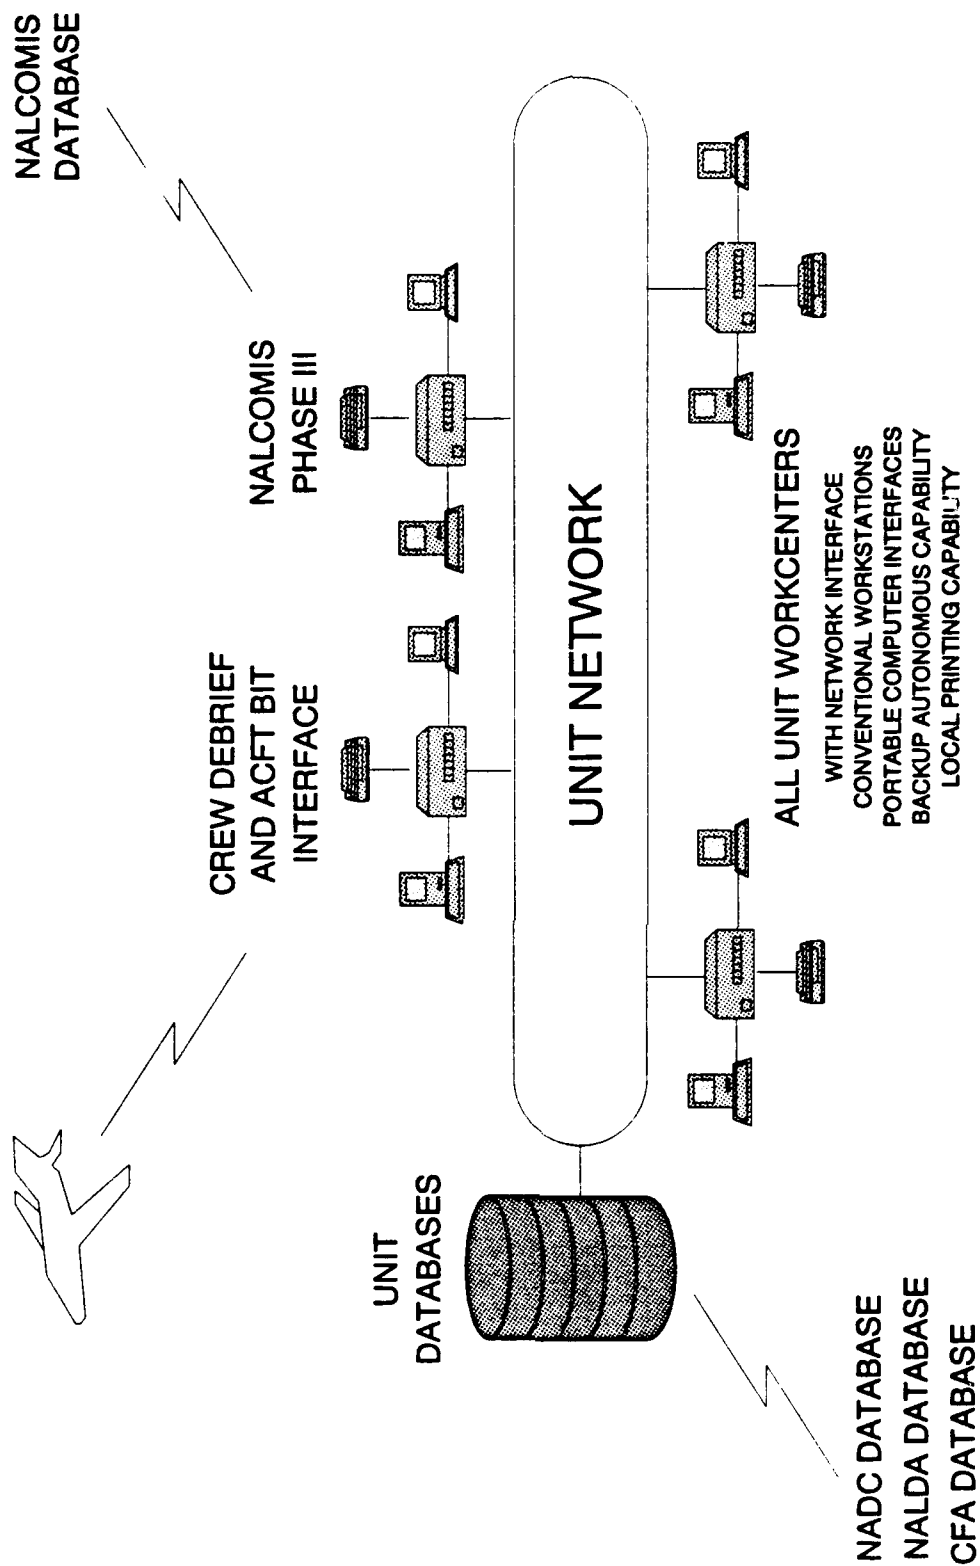 NALCOMIS
DATABASE
NALCOMIS
PHASE III
CREW DEBRIEF
AND ACFT BIT
INTERFACE
UNIT NETWORK
UNIT
DATABASES
ALL UNIT WORKCENTERS
WITH NETWORK INTERFACE
CONVENTIONAL WORKSTATIONS
PORTABLE COMPUTER INTERFACES
BACKUP AUTONOMOUS CAPABILITY
LOCAL PRINTING CAPABILITY
NADC DATABASE
NALDA DATABASE
CFA DATABASE